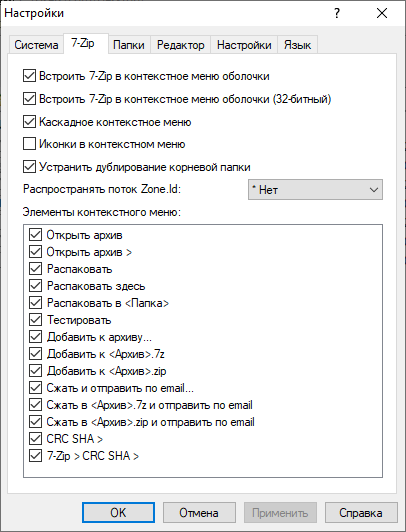 Настройки
Система 7-Zip Папки Редактор Настройки Язык
Встроить 7-Zip в контекстное меню оболочки
Встроить 7-Zip в контекстное меню оболочки (32-битный)
Каскадное контекстное меню
Иконки в контекстном меню
Устранить дублирование корневой папки
Распространять поток Zone.Id: * Нет
Элементы контекстного меню:
Открыть архив
Открыть архив >
Распаковать
Распаковать здесь
Распаковать в <Папка>
Тестировать
Добавить к архиву...
Добавить к <Архив>.7z
Добавить к <Архив>.zip
Сжать и отправить по email...
Сжать в <Архив>.7z и отправить по email
Сжать в <Архив>.zip и отправить по email
CRC SHA >
7-Zip > CRC SHA >
OK Отмена Применить Справка